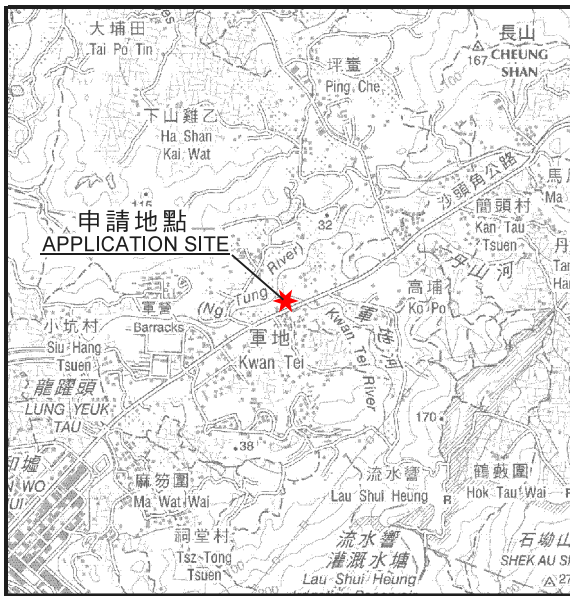 大埔田
Tai Po Tin
長山
167
CHEUNG
SHAN
坪輋
Ping Che
下山雞乙
Ha Shan
Kai Wat
沙頭角公路
簡頭村
Kan Tau
Tsuen
申請地點
APPLICATION SITE
32
丹山河
(Ng Tung River)
軍營
Barracks
高埔
Ko Po
小坑村
Siu Hang
Tsuen
軍地
Kwan Tei
軍地河
Kwan Tei River
龍躍頭
LUNG YEUK
TAU
170
38
麻笏圍
Ma Wat Wai
流水響
Lau Shui Heung
鶴藪圍
Hok Tau Wai
R
R
祠堂村
Tsz Tong
Tsuen
流水響
灌溉水塘
Lau Shui Heung
石坳山
SHEK AU S